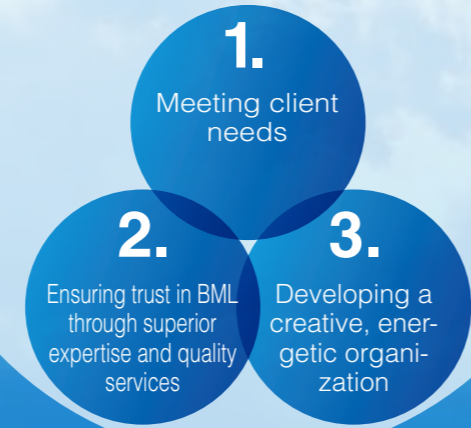 1.
Meeting client
needs
2.
Ensuring trust in BML
through superior
expertise and quality
services
3.
Developing a
creative, ener-
getic organi-
zation